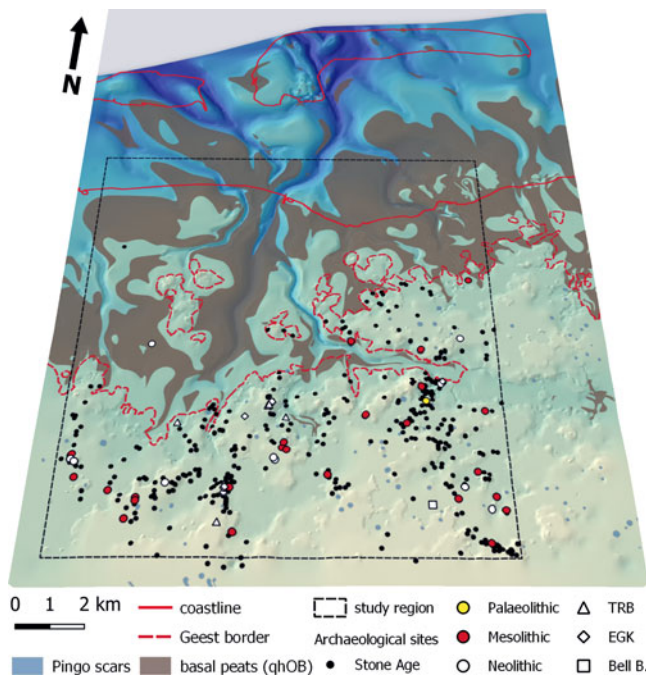 N
0 1 2 km
coastline
study region
Palaeolithic
TRB
Geest border
Archaeological sites
Mesolithic
EGK
Pingo scars
basal peats (qhOB)
Stone Age
Neolithic
Bell B.